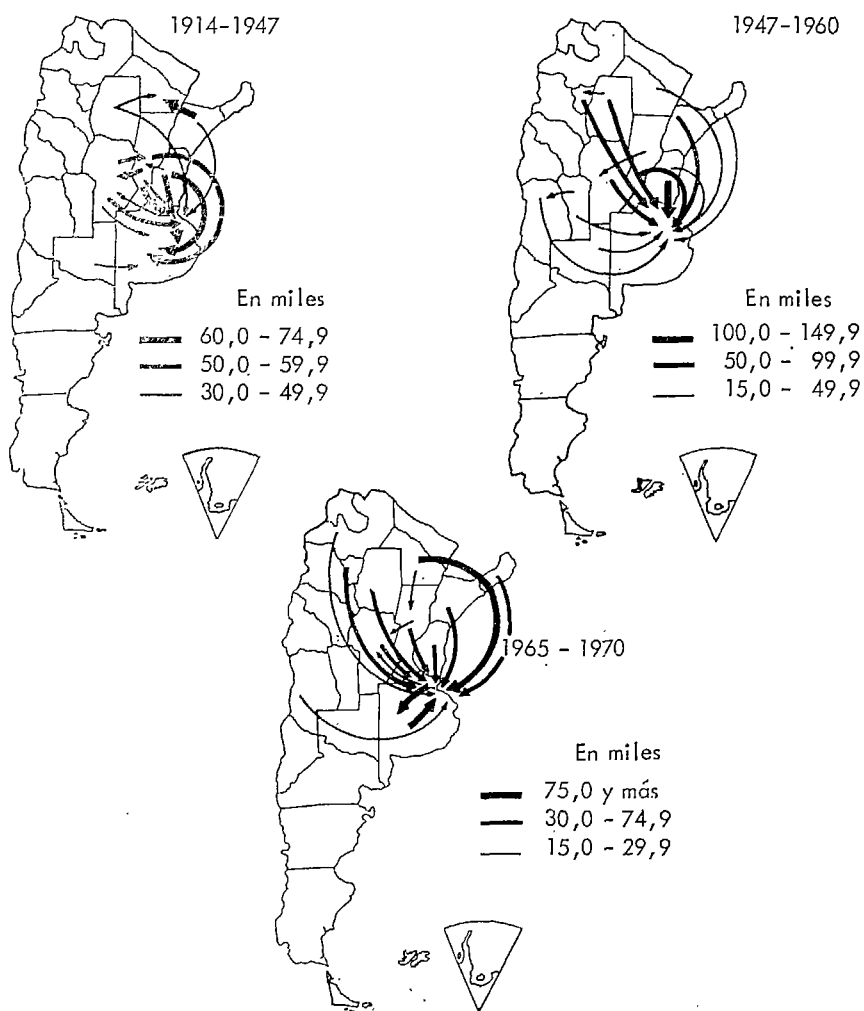 1914-1947
En miles
60,0 - 74,9
50,0 - 59,9
30,0 - 49,9
1947-1960
En miles
100,0 - 149,9
50,0 - 99,9
15,0 - 49,9
1965 - 1970
En miles
75,0 y más
30,0 - 74,9
15,0 - 29,9